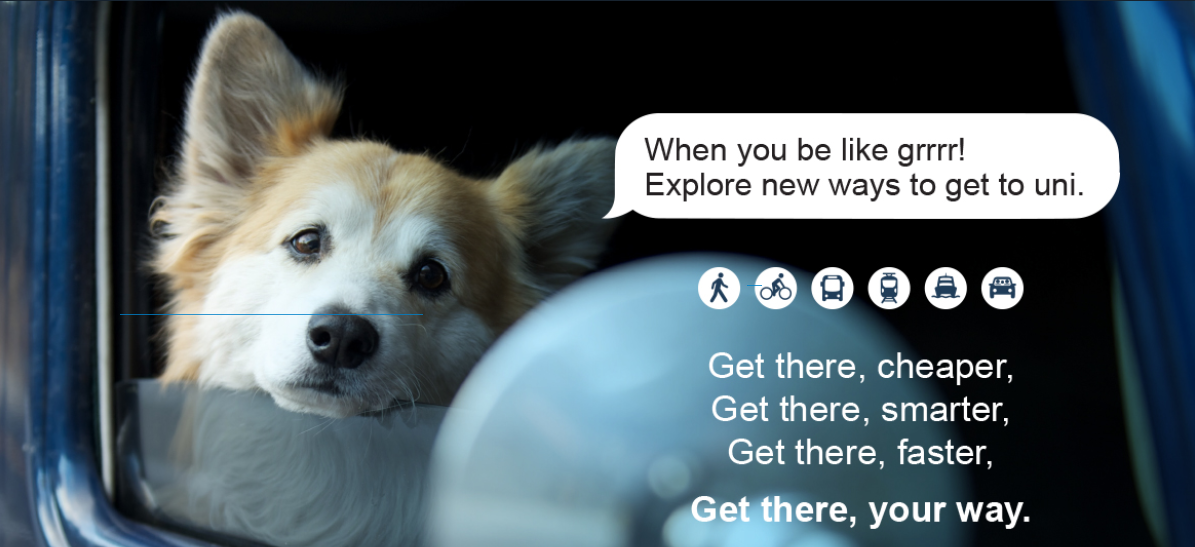 When you be like grrrr!
Explore new ways to get to uni.
Get there, cheaper,
Get there, smarter,
Get there, faster,
Get there, your way.